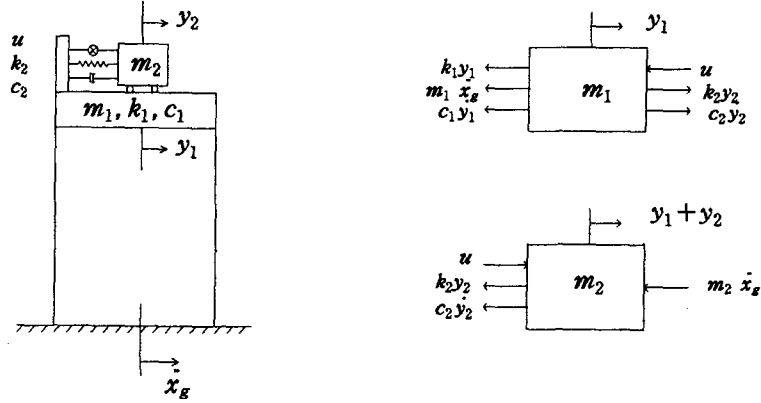 y₂
u
k₂
c₂
m₂
m₁, k₁, c₁
y₁
ẍ_g
y₁
k₁y₁
m₁ ẍ_g
c₁ẏ₁
m₁
u
k₂y₂
c₂ẏ₂
y₁+y₂
u
k₂y₂
c₂ẏ₂
m₂
m₂ ẍ_g